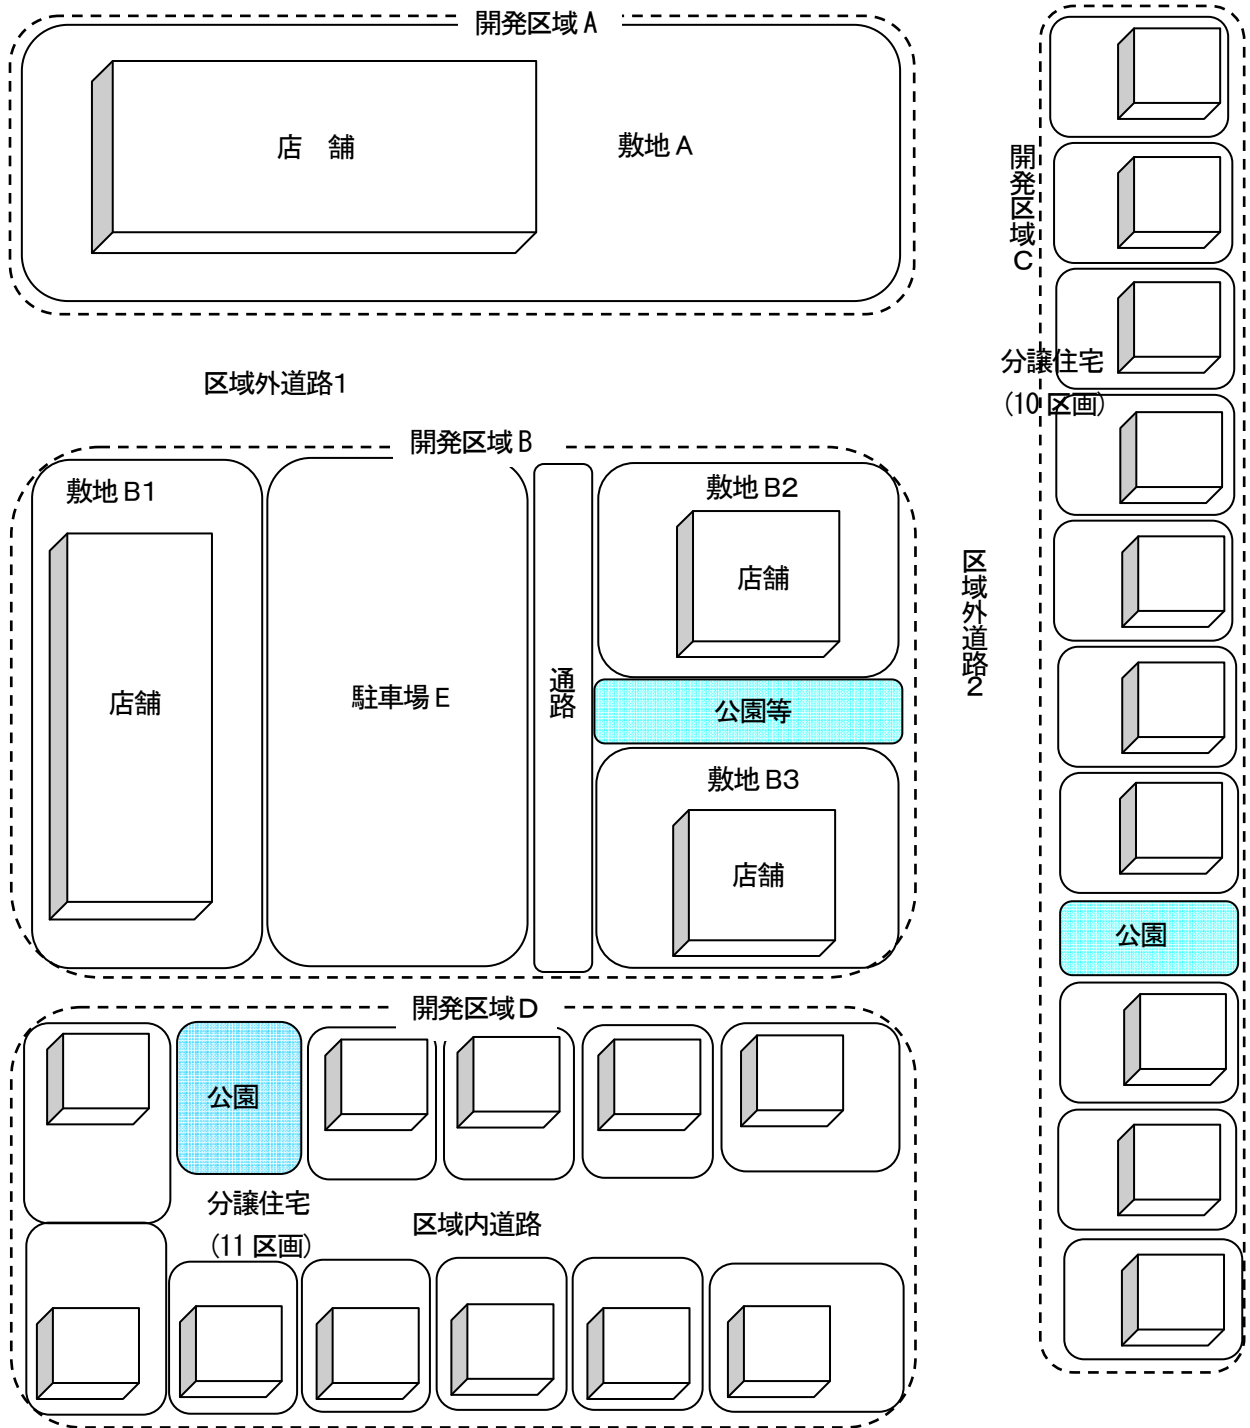 開発区域A
店　舗
敷地A
開発区域C
区域外道路1
分譲住宅
(10区画)
開発区域B
敷地B1
敷地B2
店舗
区域外道路2
店舗
駐車場E
通路
公園等
敷地B3
店舗
公園
開発区域D
公園
分譲住宅
(11区画)
区域内道路